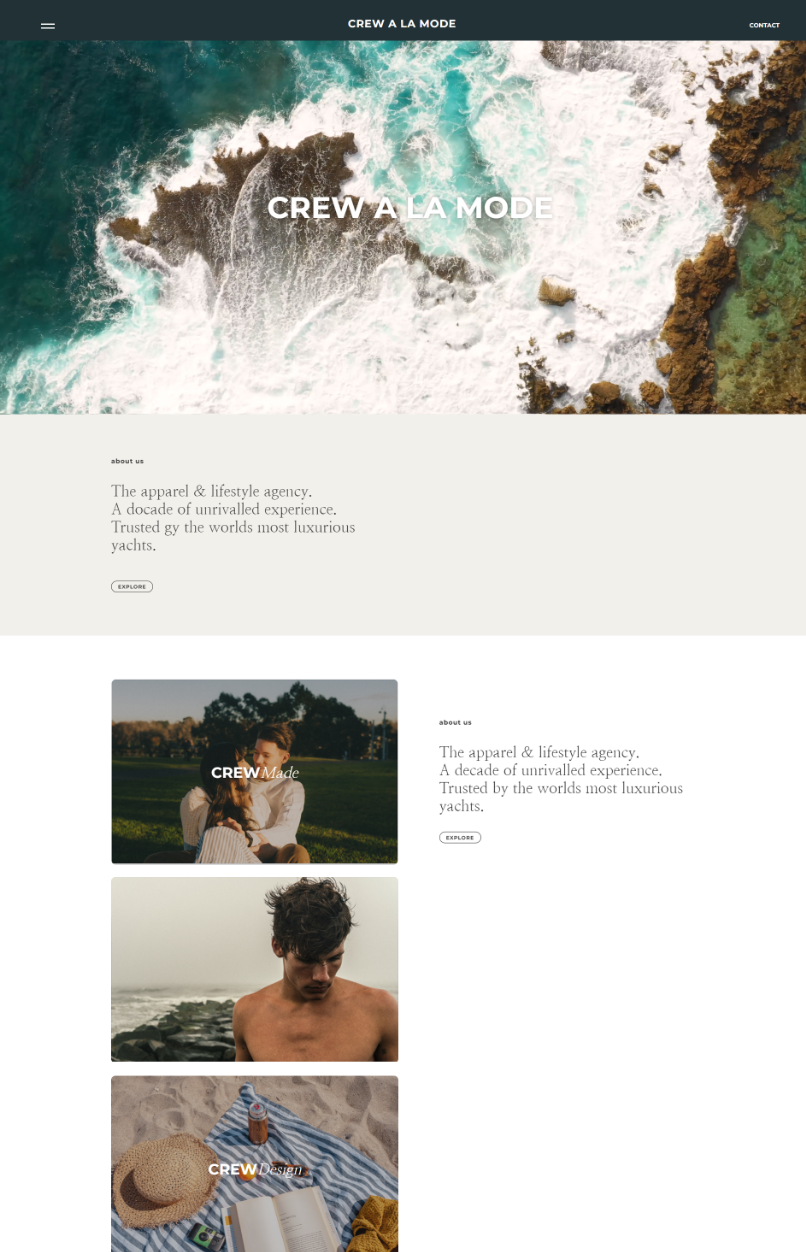 CREW A LA MODE
CONTACT
CREW A LA MODE
about us
The apparel & lifestyle agency.
A docade of unrivalled experience.
Trusted gy the worlds most luxurious
yachts.
EXPLORE
CREW Made
about us
The apparel & lifestyle agency.
A decade of unrivalled experience,
Trusted by the worlds most luxurious
yachts.
EXPLORE
CREW Design